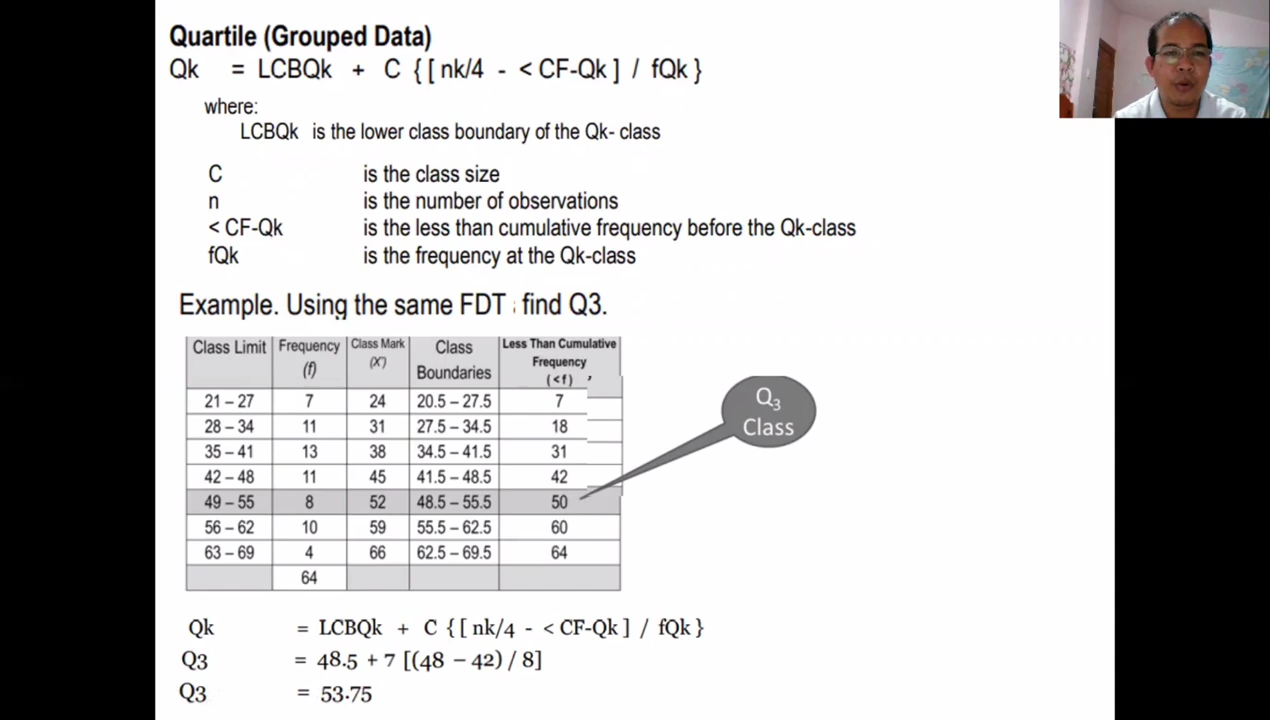 Quartile (Grouped Data)
Qk = LCBQk + C {[ nk/4 - < CF-Qk ] / fQk }
where:
LCBQk is the lower class boundary of the Qk- class
C is the class size
n is the number of observations
< CF-Qk is the less than cumulative frequency before the Qk-class
fQk is the frequency at the Qk-class
Example. Using the same FDT find Q3.
Class Limit Frequency (f) Class Mark (X') Class Boundaries Less Than Cumulative Frequency (<f)
21 – 27 7 24 20.5 – 27.5 7
28 – 34 11 31 27.5 – 34.5 18
35 – 41 13 38 34.5 – 41.5 31
42 – 48 11 45 41.5 – 48.5 42
49 – 55 8 52 48.5 – 55.5 50
56 – 62 10 59 55.5 – 62.5 60
63 – 69 4 66 62.5 – 69.5 64
64
Q₃
Class
Qk = LCBQk + C {[ nk/4 - < CF-Qk ] / fQk }
Q3 = 48.5 + 7 [(48 – 42) / 8]
Q3 = 53.75